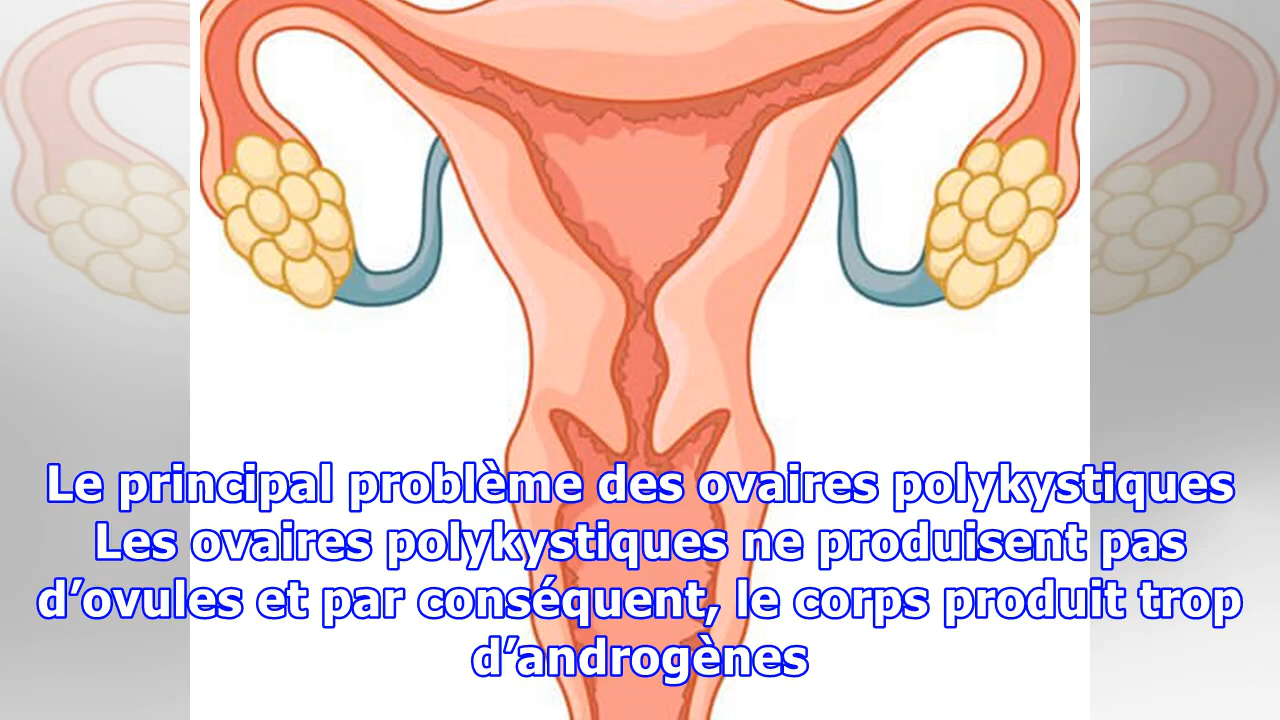 Le principal problème des ovaires polykystiques
Les ovaires polykystiques ne produisent pas
d’ovules et par conséquent, le corps produit trop
d’androgènes